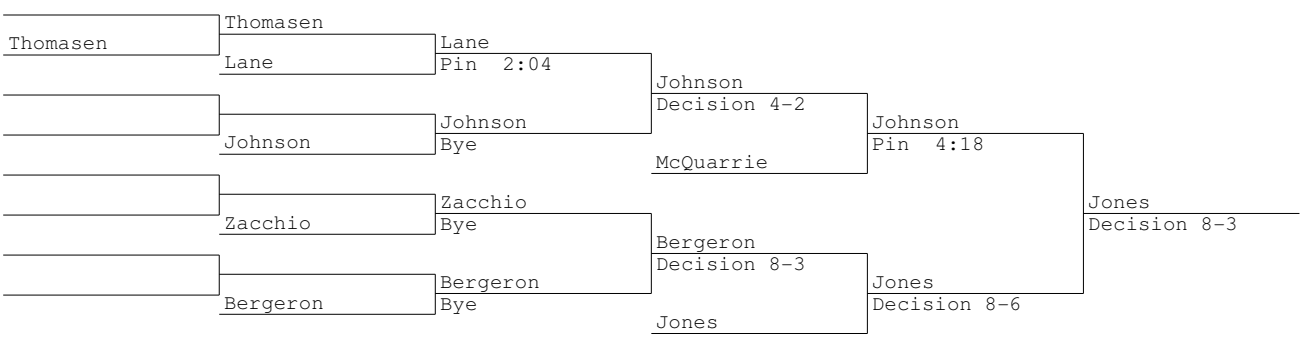 Thomasen
Thomasen
Lane
Lane
Pin 2:04
Johnson
Johnson
Bye
Johnson
Decision 4-2
McQuarrie
Johnson
Pin 4:18
Zacchio
Zacchio
Bye
Bergeron
Bergeron
Bye
Bergeron
Decision 8-3
Jones
Jones
Decision 8-6
Jones
Decision 8-3